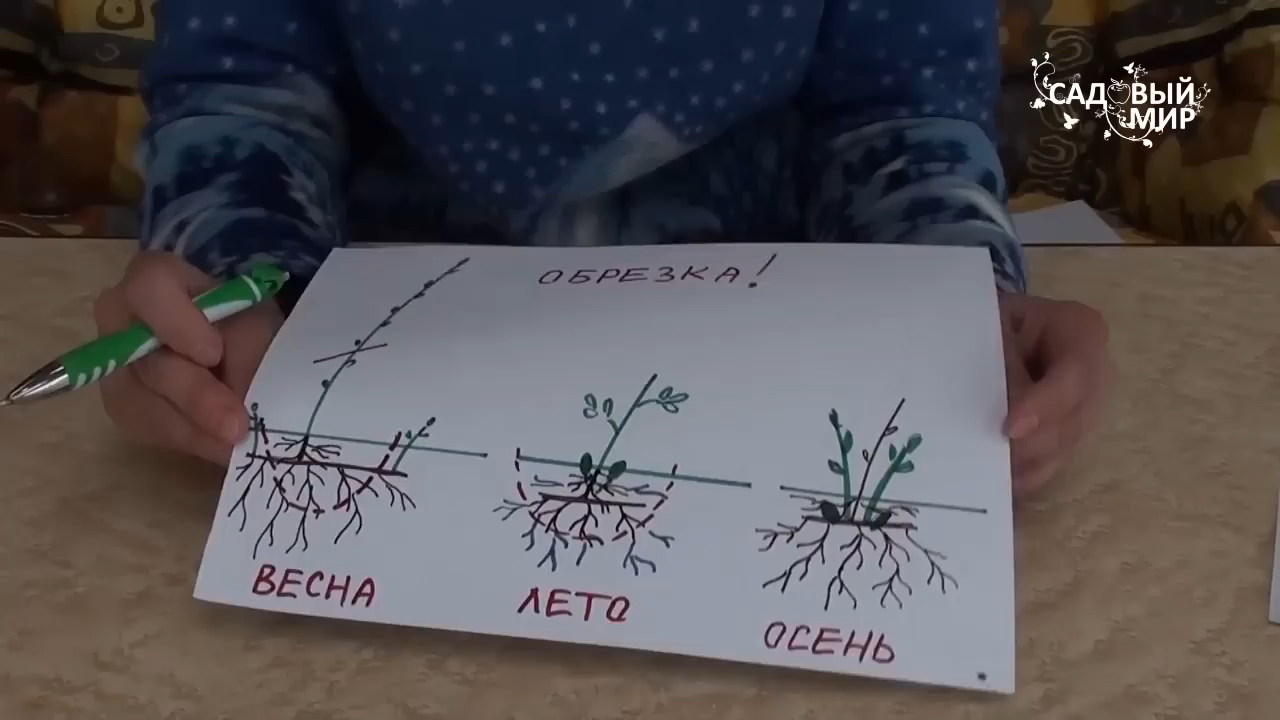 САДОВЫЙ
МИР
ОБРЕЗКА!
ВЕСНА
ЛЕТО
ОСЕНЬ